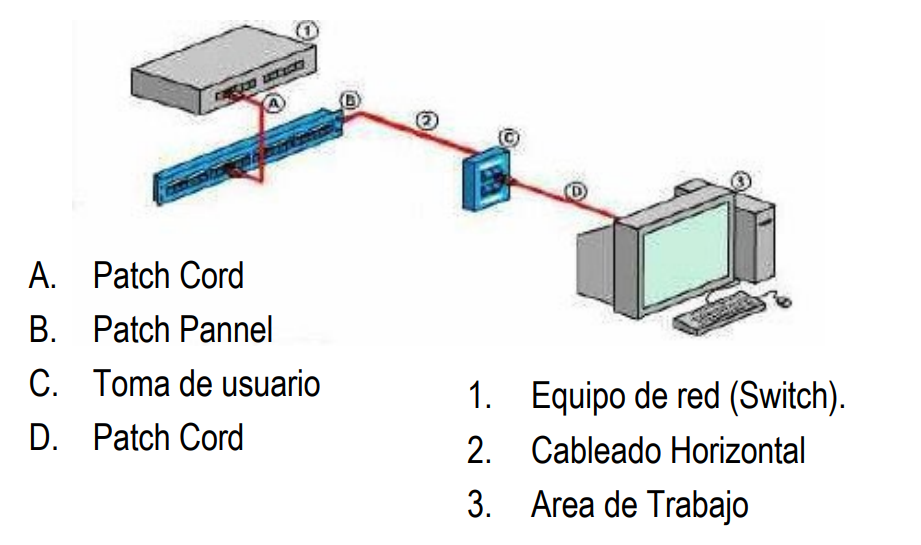 1
A
B
2
C
D
3
A. Patch Cord
B. Patch Pannel
C. Toma de usuario
D. Patch Cord
1. Equipo de red (Switch).
2. Cableado Horizontal
3. Area de Trabajo